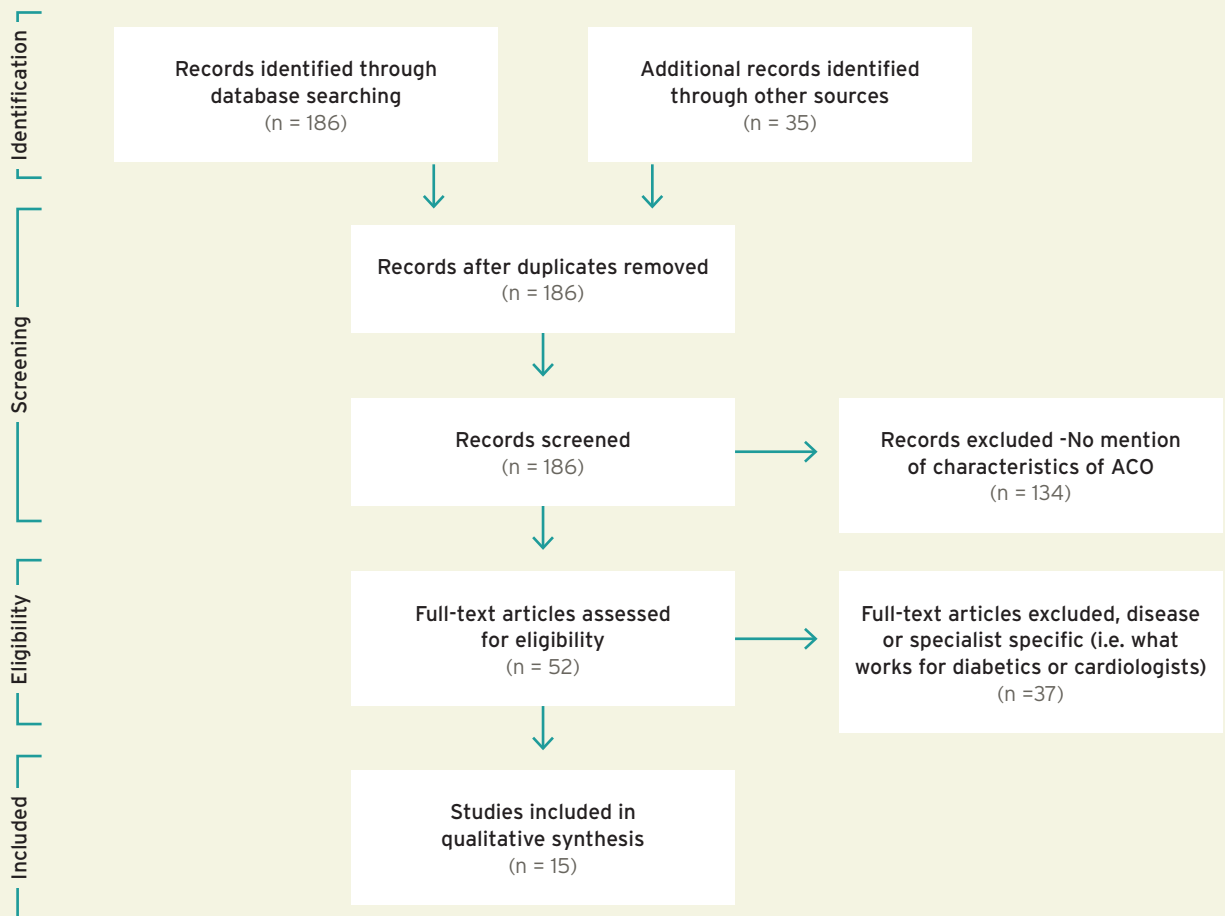 Identification
Records identified through
database searching
(n = 186)
Additional records identified
through other sources
(n = 35)
Screening
Records after duplicates removed
(n = 186)
Records screened
(n = 186)
Records excluded -No mention
of characteristics of ACO
(n = 134)
Eligibility
Full-text articles assessed
for eligibility
(n = 52)
Full-text articles excluded, disease
or specialist specific (i.e. what
works for diabetics or cardiologists)
(n =37)
Included
Studies included in
qualitative synthesis
(n = 15)